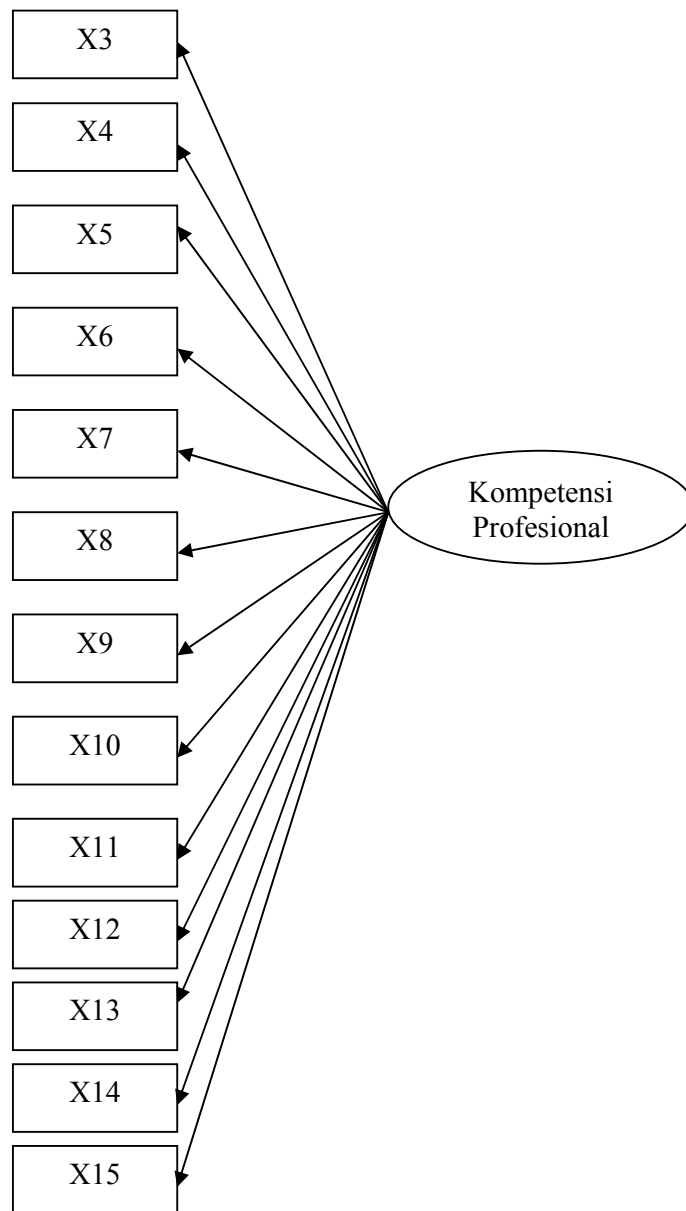 X3
X4
X5
X6
X7
X8
X9
X10
X11
X12
X13
X14
X15
Kompetensi
Profesional